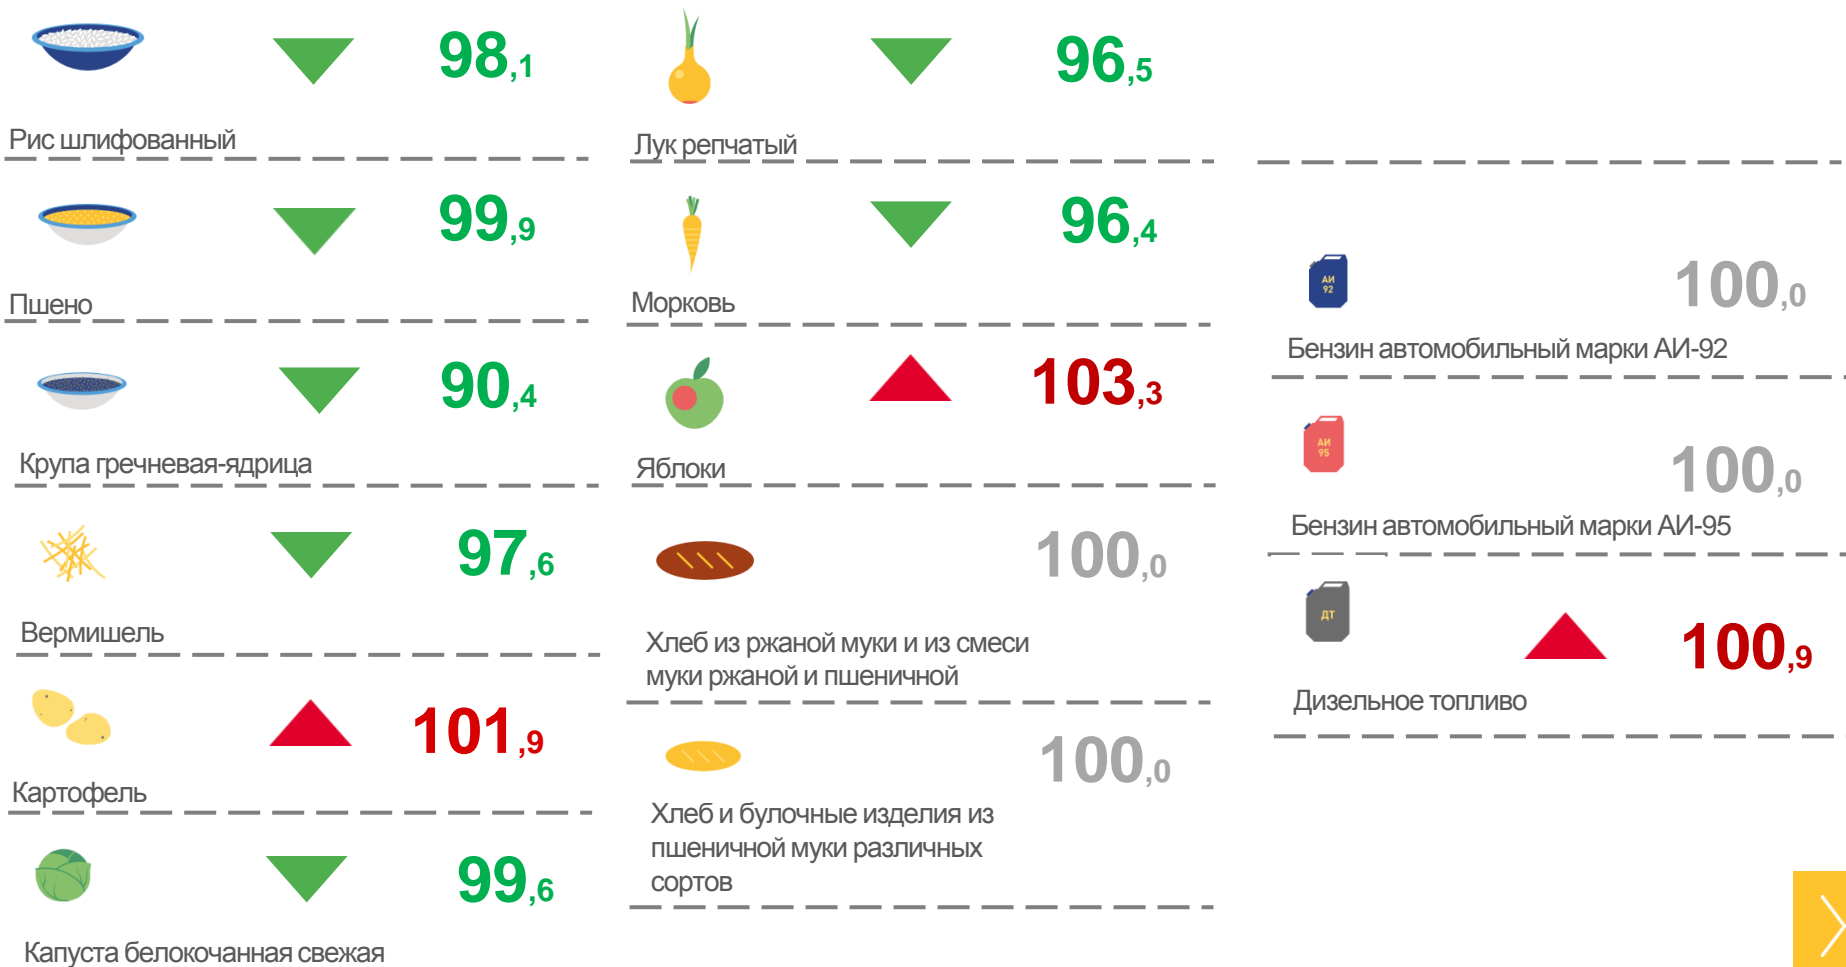 98,1
Рис шлифованный
99,9
Пшено
90,4
Крупа гречневая-ядрица
97,6
Вермишель
101,9
Картофель
99,6
Капуста белокочанная свежая
96,5
Лук репчатый
96,4
Морковь
103,3
Яблоки
100,0
Хлеб из ржаной муки и из смеси
муки ржаной и пшеничной
100,0
Хлеб и булочные изделия из
пшеничной муки различных
сортов
АИ
92
100,0
Бензин автомобильный марки АИ-92
АИ
95
100,0
Бензин автомобильный марки АИ-95
ДТ
100,9
Дизельное топливо